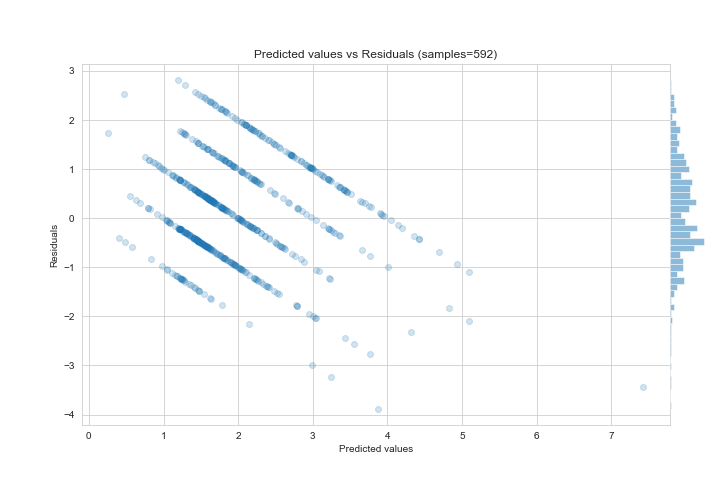 Predicted values vs Residuals (samples=592)
3
2
1
0
−1
−2
−3
−4
Residuals
0 1 2 3 4 5 6 7
Predicted values